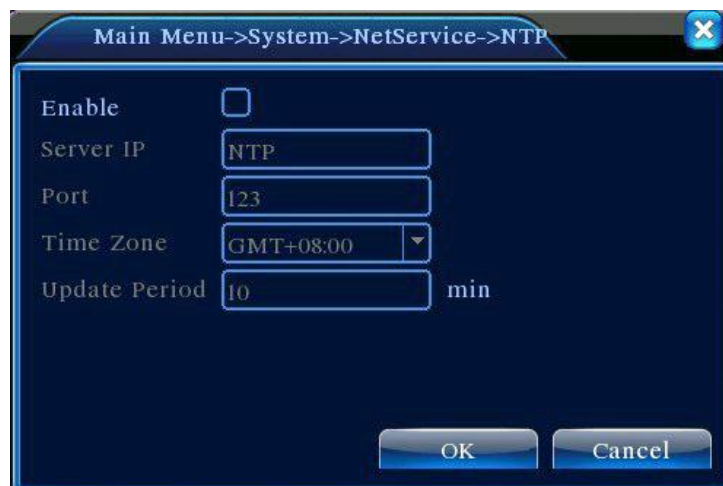 Main Menu->System->NetService->NTP
Enable
Server IP NTP
Port 123
Time Zone GMT+08:00
Update Period 10 min
OK Cancel